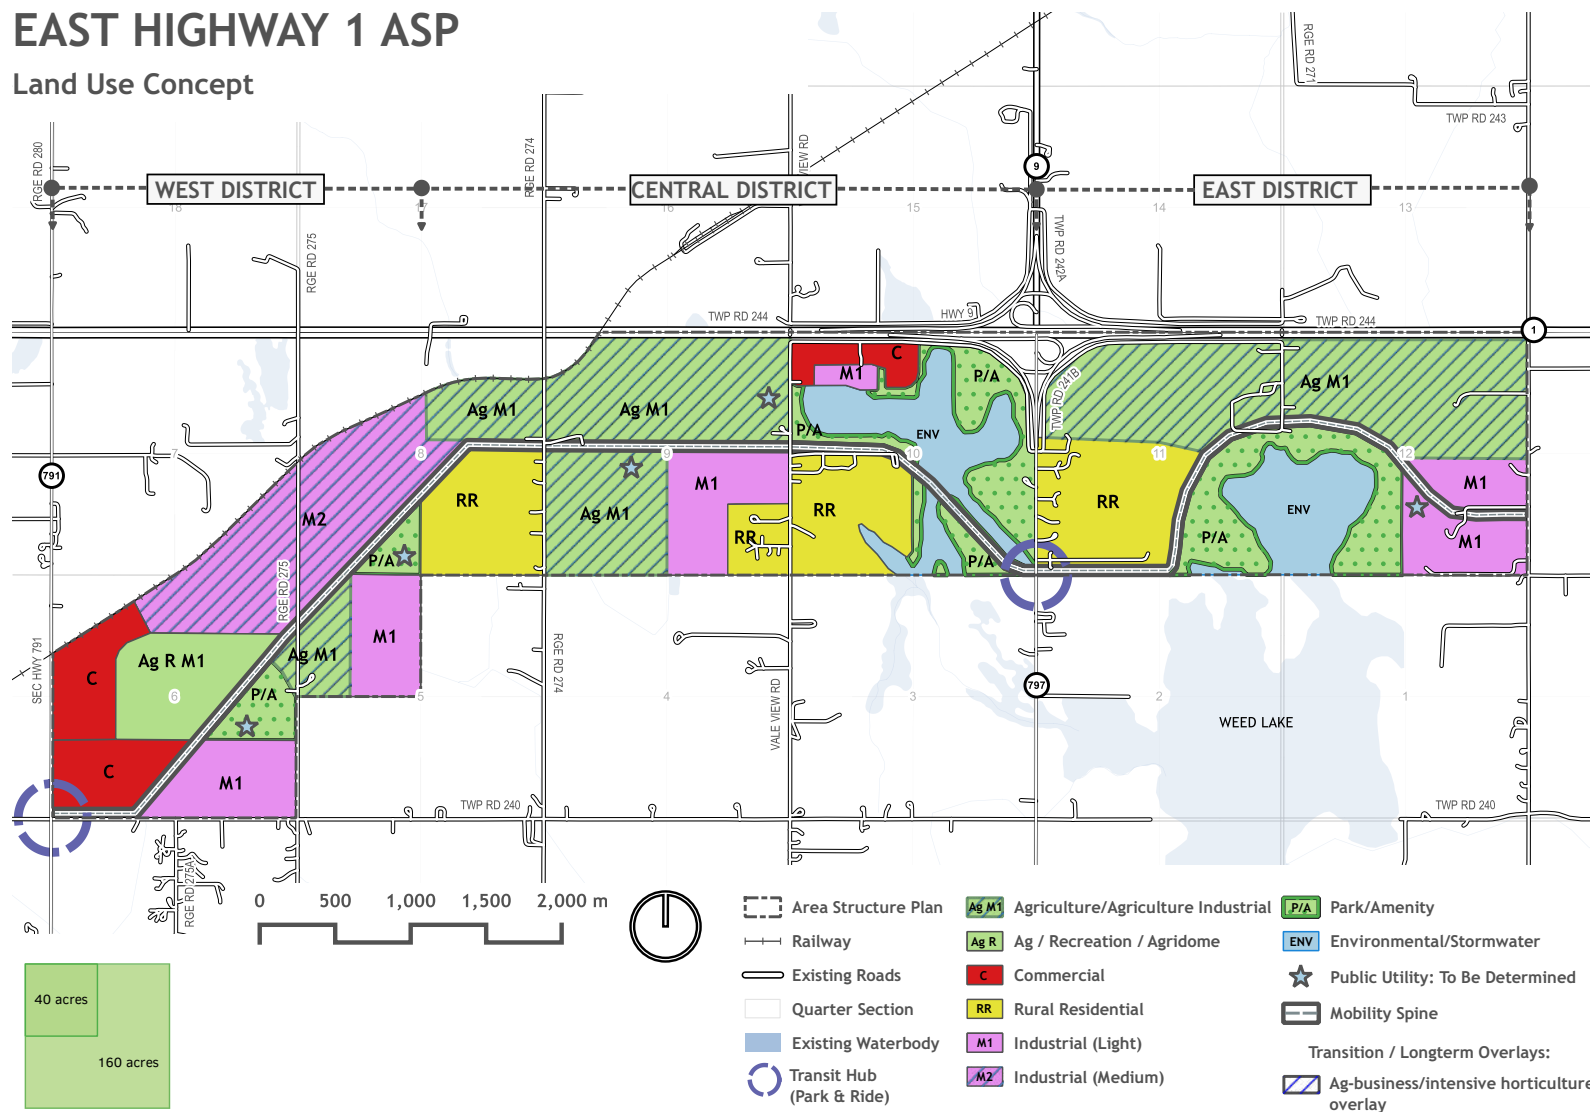 EAST HIGHWAY 1 ASP
Land Use Concept
RGE RD 271
TWP RD 243
RGE RD 280
RGE RD 274
VIEW RD
9
WEST DISTRICT
CENTRAL DISTRICT
EAST DISTRICT
18
17
16
15
14
13
RGE RD 275
TWP RD 242A
TWP RD 244
HWY 9
TWP RD 244
1
C
M1
P/A
TWP RD 241B
Ag M1
Ag M1
Ag M1
P/A
ENV
7
8
9
10
11
12
791
RR
M1
M1
RR
RR
M2
Ag M1
RR
ENV
P/A
M1
P/A
P/A
RGE RD 275
M1
Ag M1
Ag R M1
C
P/A
6
5
4
3
2
1
SEC HWY 791
RGE RD 274
VALE VIEW RD
797
WEED LAKE
C
M1
TWP RD 240
TWP RD 240
RGE RD 275A
0 500 1,000 1,500 2,000 m
40 acres
160 acres
Area Structure Plan
Railway
Existing Roads
Quarter Section
Existing Waterbody
Transit Hub
(Park & Ride)
Ag M1 Agriculture/Agriculture Industrial
Ag R Ag / Recreation / Agridome
C Commercial
RR Rural Residential
M1 Industrial (Light)
M2 Industrial (Medium)
P/A Park/Amenity
ENV Environmental/Stormwater
Public Utility: To Be Determined
Mobility Spine
Transition / Longterm Overlays:
Ag-business/intensive horticulture
overlay